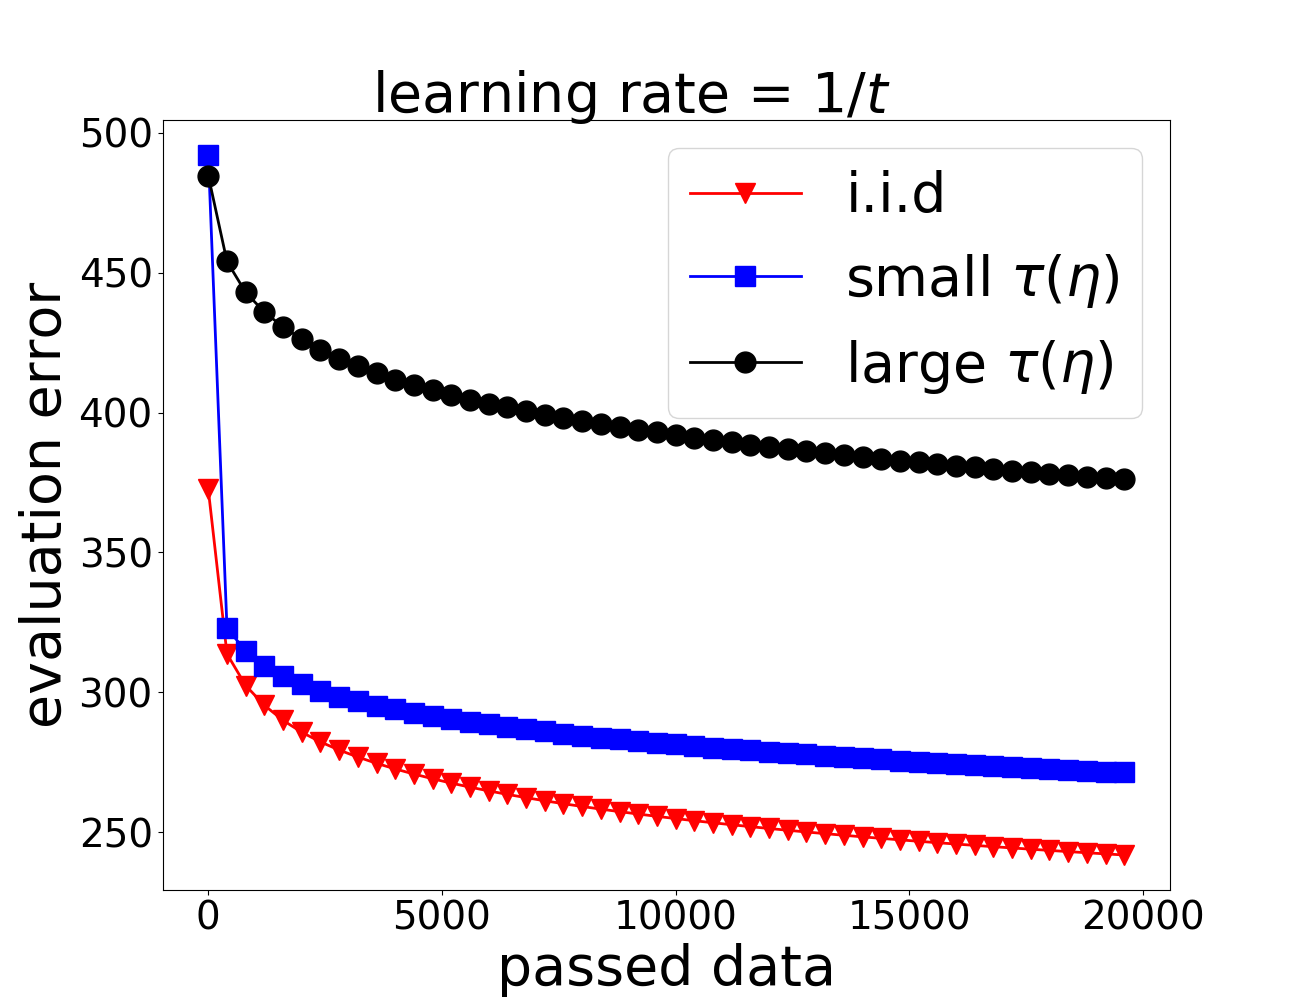 learning rate = 1/t
500
450
400
350
300
250
evaluation error
i.i.d
small τ(η)
large τ(η)
0 5000 10000 15000 20000
passed data